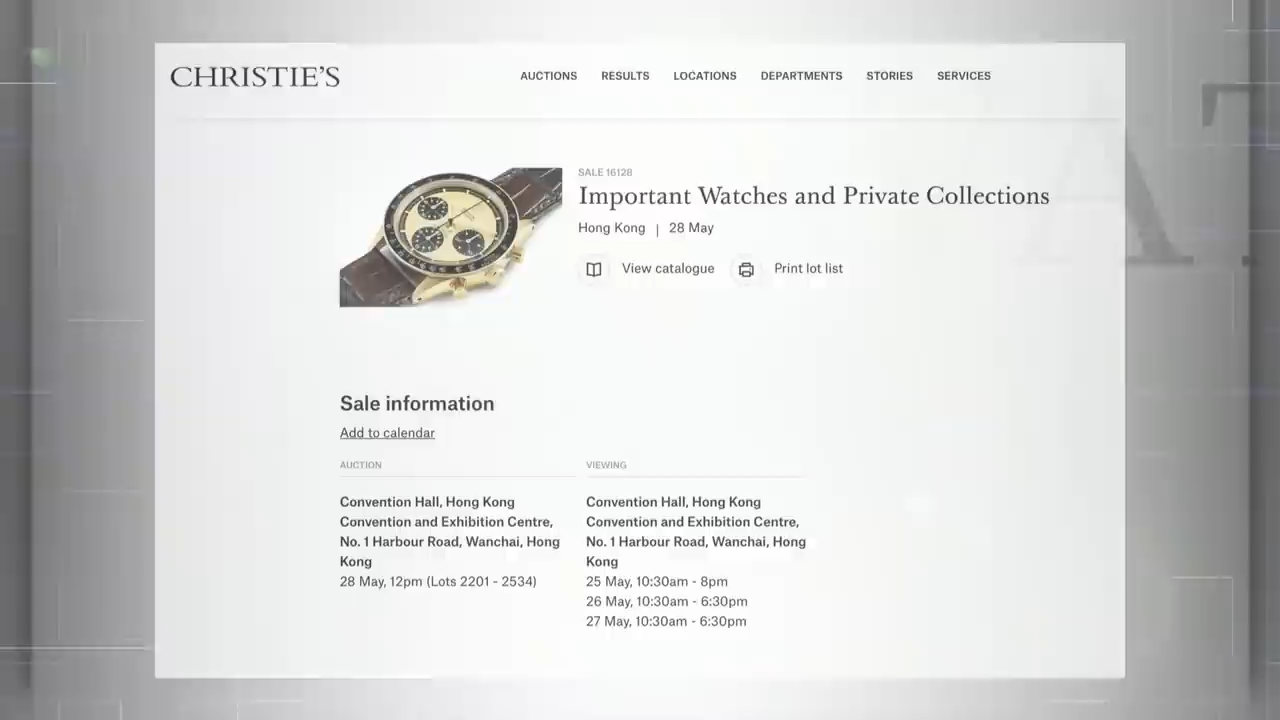 CHRISTIE'S
AUCTIONS RESULTS LOCATIONS DEPARTMENTS STORIES SERVICES
SALE 16128
Important Watches and Private Collections
Hong Kong | 28 May
View catalogue Print lot list
Sale information
Add to calendar
AUCTION
Convention Hall, Hong Kong
Convention and Exhibition Centre,
No. 1 Harbour Road, Wanchai, Hong
Kong
28 May, 12pm (Lots 2201 - 2534)
VIEWING
Convention Hall, Hong Kong
Convention and Exhibition Centre,
No. 1 Harbour Road, Wanchai, Hong
Kong
25 May, 10:30am - 8pm
26 May, 10:30am - 6:30pm
27 May, 10:30am - 6:30pm